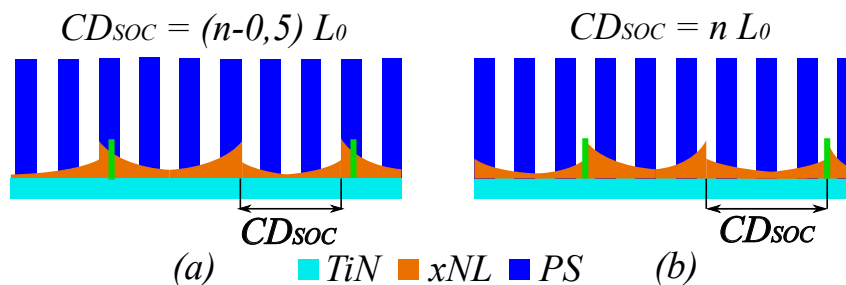 CDSOC = (n-0,5) L0
CDSOC = n L0
CDSOC
CDSOC
(a) TiN xNL PS (b)